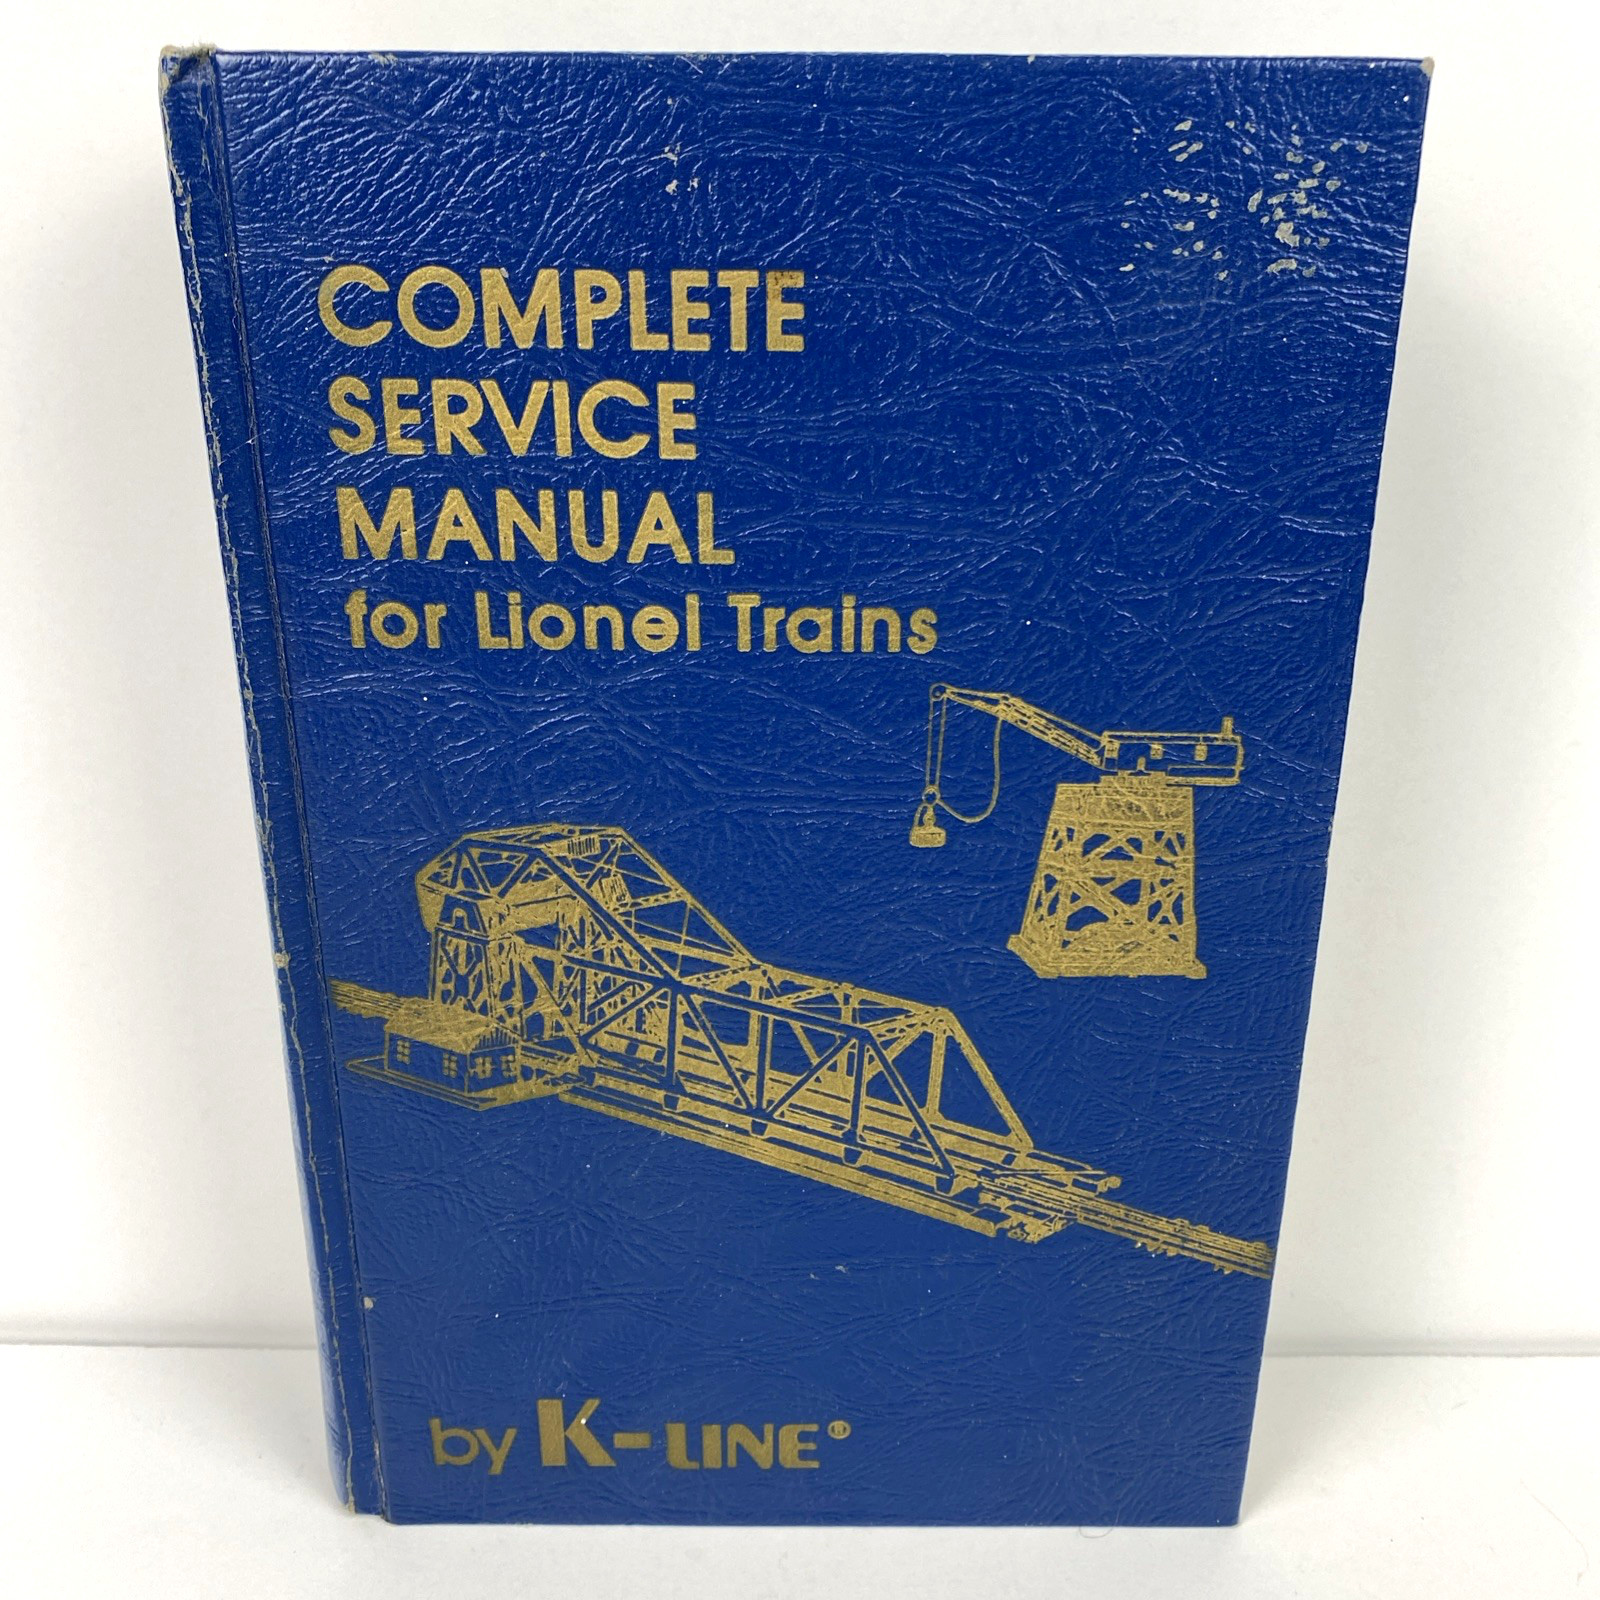 COMPLETE
SERVICE
MANUAL
for Lionel Trains
by K-LINE®